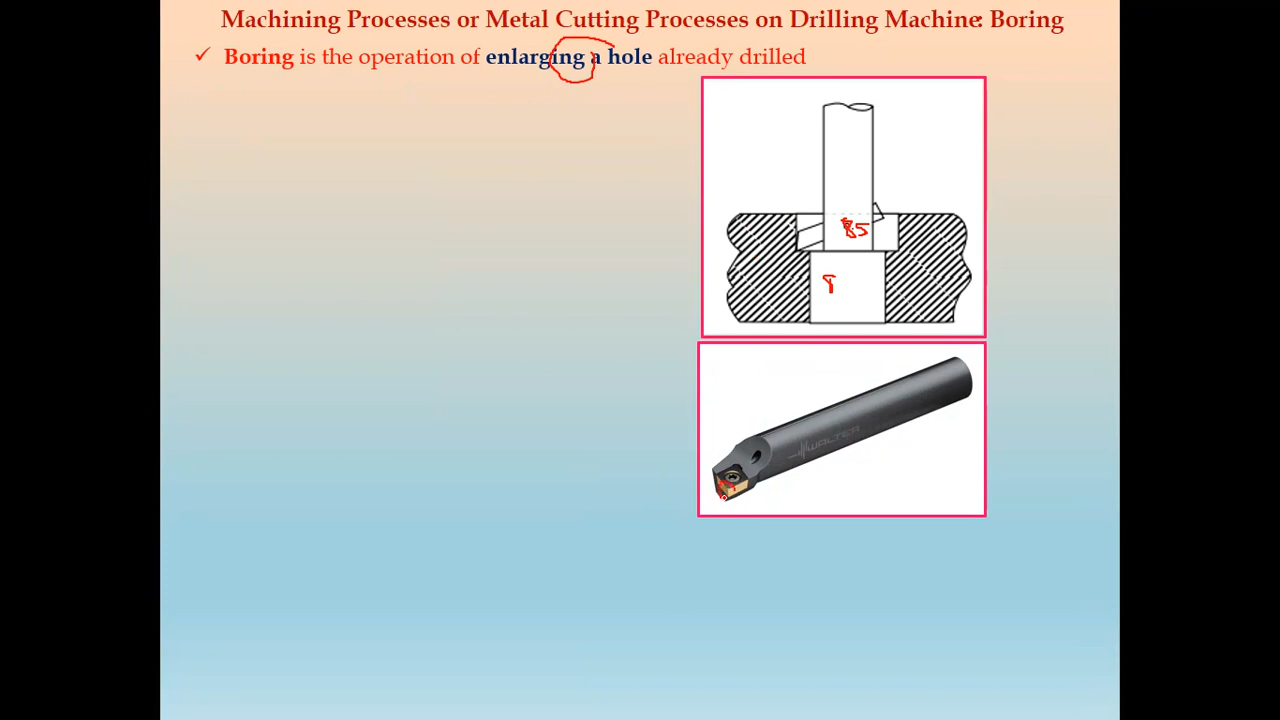 Machining Processes or Metal Cutting Processes on Drilling Machine: Boring
✓ Boring is the operation of enlarging a hole already drilled
WALTER